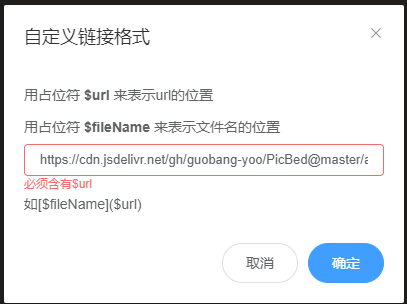 自定义链接格式
用占位符 $url 来表示url的位置
用占位符 $fileName 来表示文件名的位置
https://cdn.jsdelivr.net/gh/guobang-yoo/PicBed@master/a
必须含有$url
如[$fileName]($url)
取消 确定